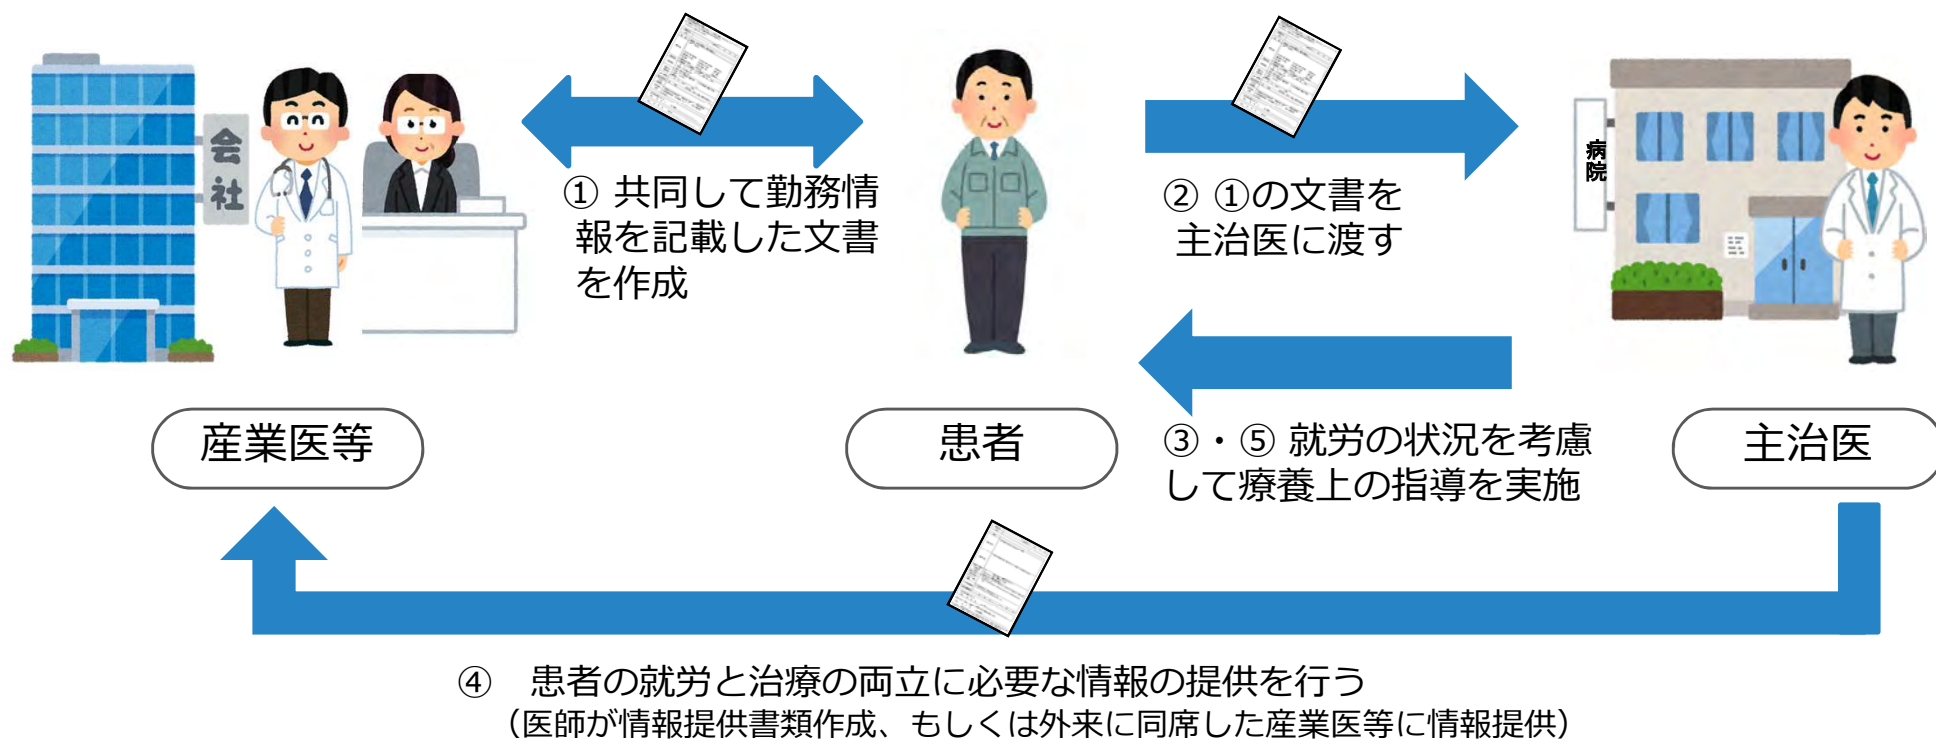 会社
病院
① 共同して勤務情
報を記載した文書
を作成
② ①の文書を
主治医に渡す
③・⑤ 就労の状況を考慮
して療養上の指導を実施
産業医等
患者
主治医
④　患者の就労と治療の両立に必要な情報の提供を行う
（医師が情報提供書類作成、もしくは外来に同席した産業医等に情報提供）